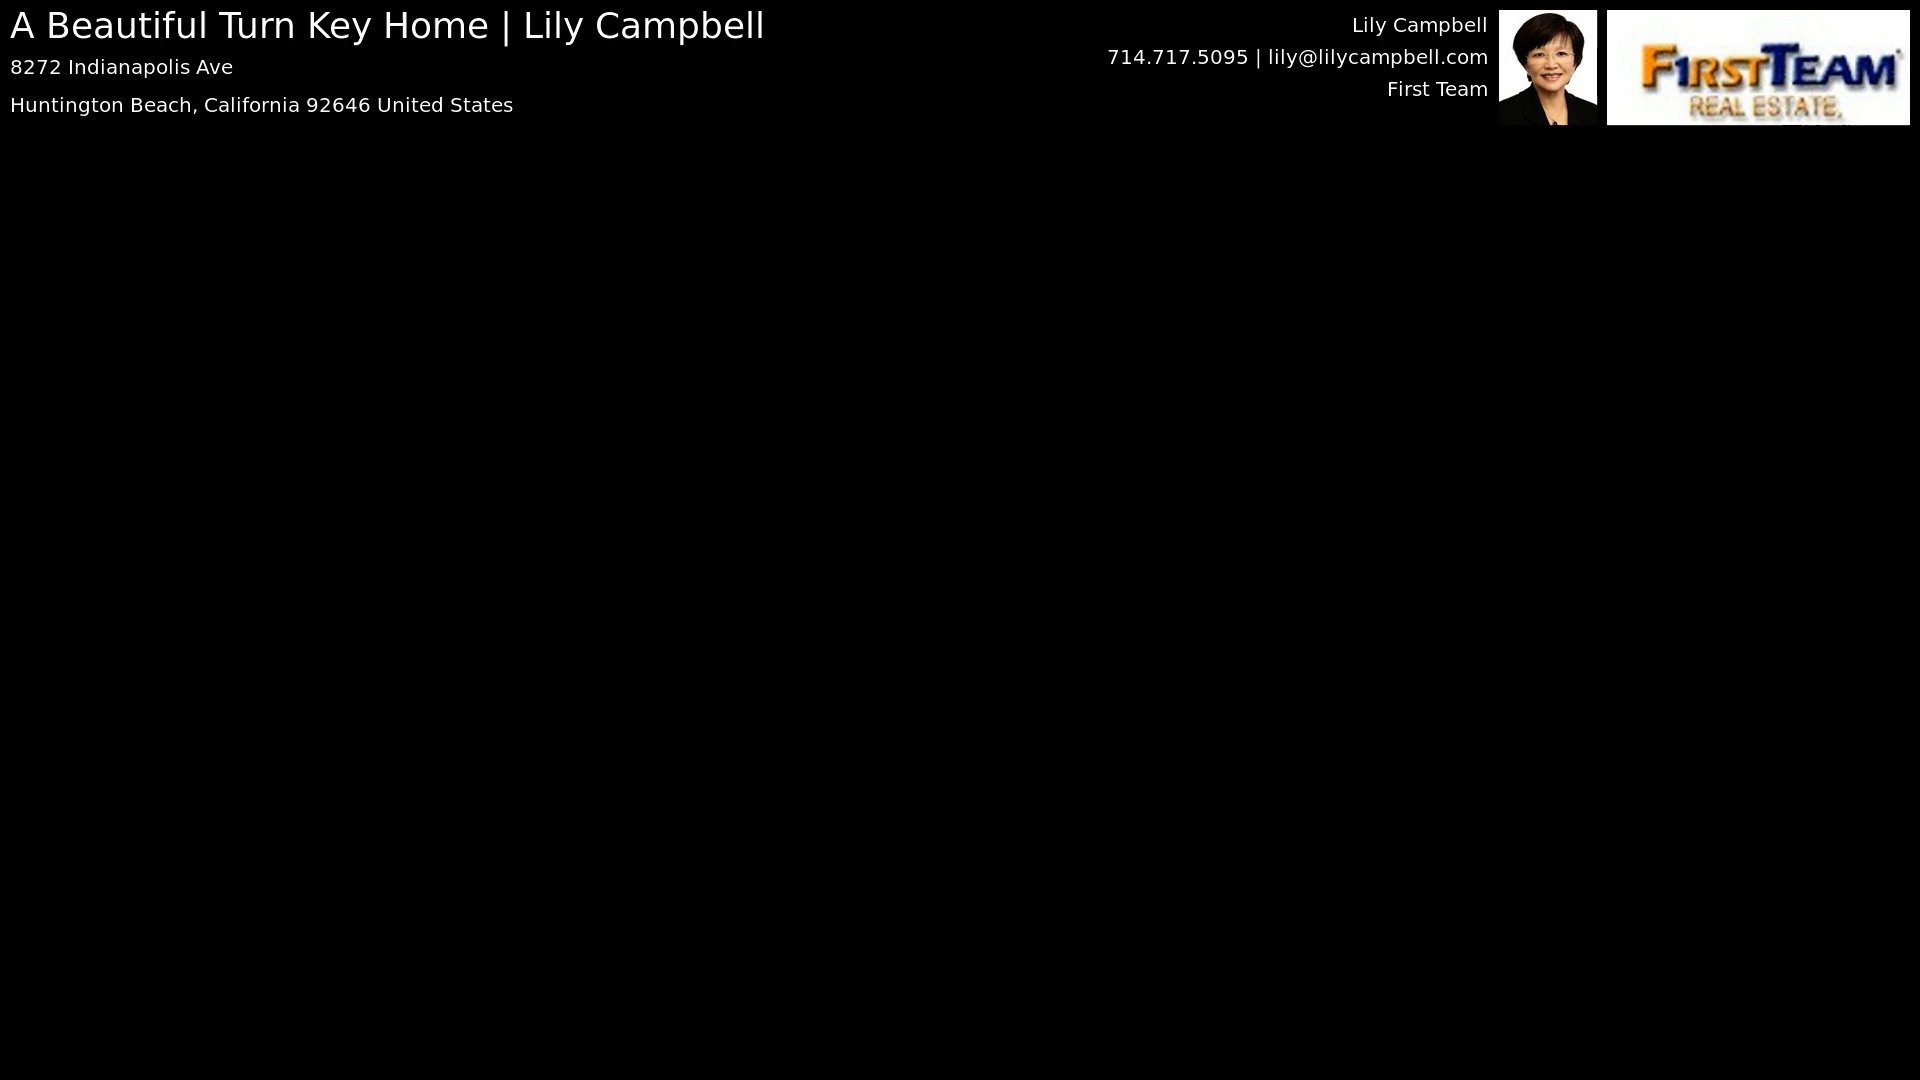 A Beautiful Turn Key Home | Lily Campbell
8272 Indianapolis Ave
Huntington Beach, California 92646 United States
Lily Campbell
714.717.5095 | lily@lilycampbell.com
First Team
FIRSTTEAM
REAL ESTATE.